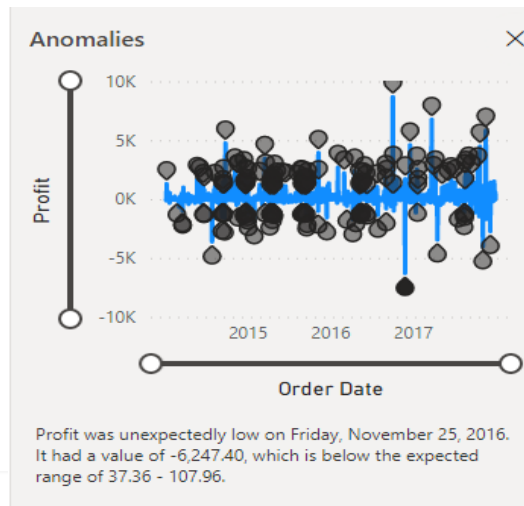 Anomalies
10K
5K
0K
-5K
-10K
Profit
2015 2016 2017
Order Date
Profit was unexpectedly low on Friday, November 25, 2016.
It had a value of -6,247.40, which is below the expected
range of 37.36 - 107.96.